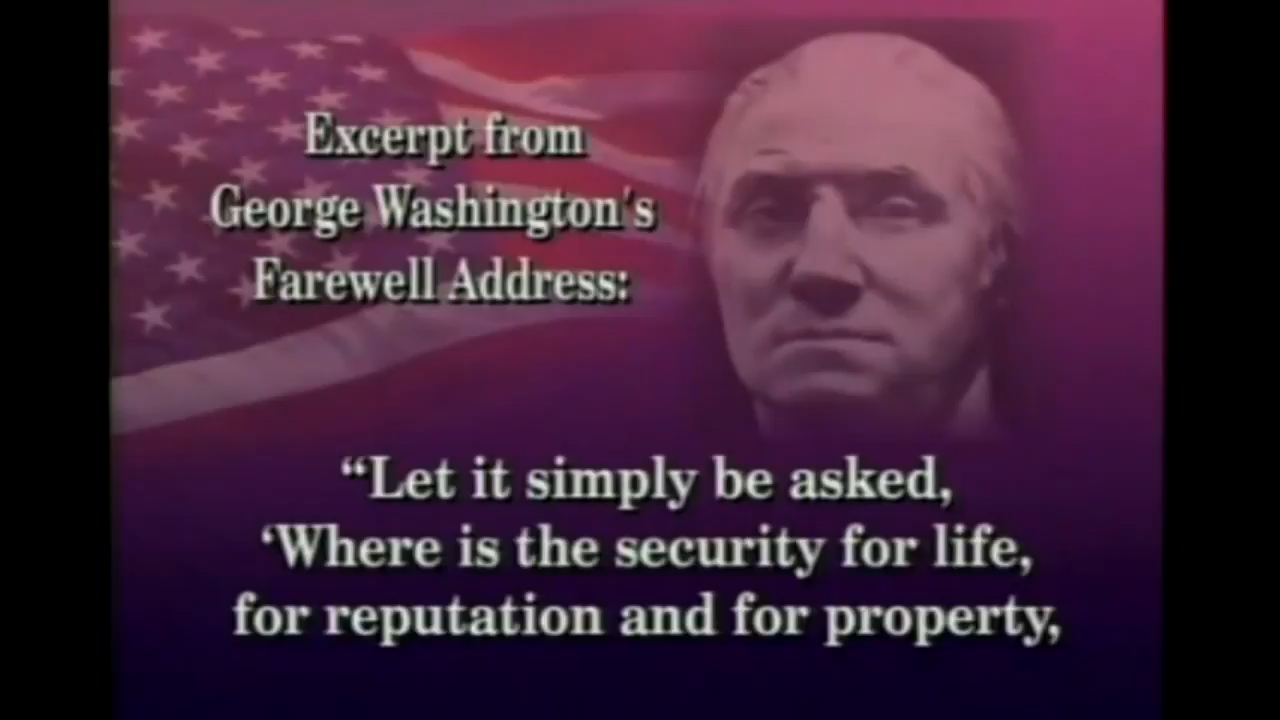 Excerpt from
George Washington's
Farewell Address:
“Let it simply be asked,
‘Where is the security for life,
for reputation and for property,